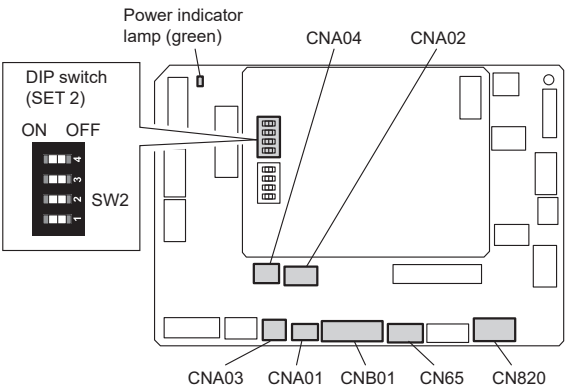 Power indicator
lamp (green)
CNA04
CNA02
DIP switch
(SET 2)
ON OFF
4
3
2
1
SW2
CNA03
CNA01
CNB01
CN65
CN820